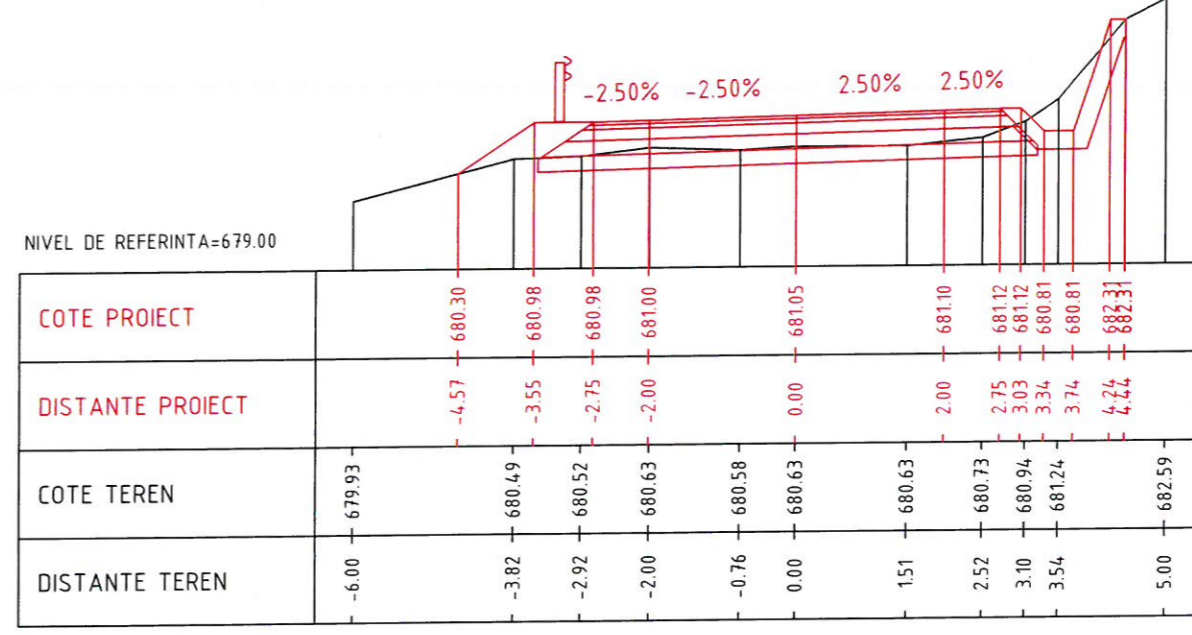 -2.50% -2.50% 2.50% 2.50%
NIVEL DE REFERINTA=679.00
COTE PROIECT 680.30 680.98 680.98 681.00 681.05 681.10 681.12 681.12 680.81 680.81 682.31 682.31
DISTANTE PROIECT -4.57 -3.55 -2.75 -2.00 0.00 2.00 2.75 3.03 3.34 3.74 4.24 4.44
COTE TEREN 679.93 680.49 680.52 680.63 680.58 680.63 680.63 680.73 680.94 681.24 682.59
DISTANTE TEREN -6.00 -3.82 -2.92 -2.00 -0.76 0.00 1.51 2.52 3.10 3.54 5.00